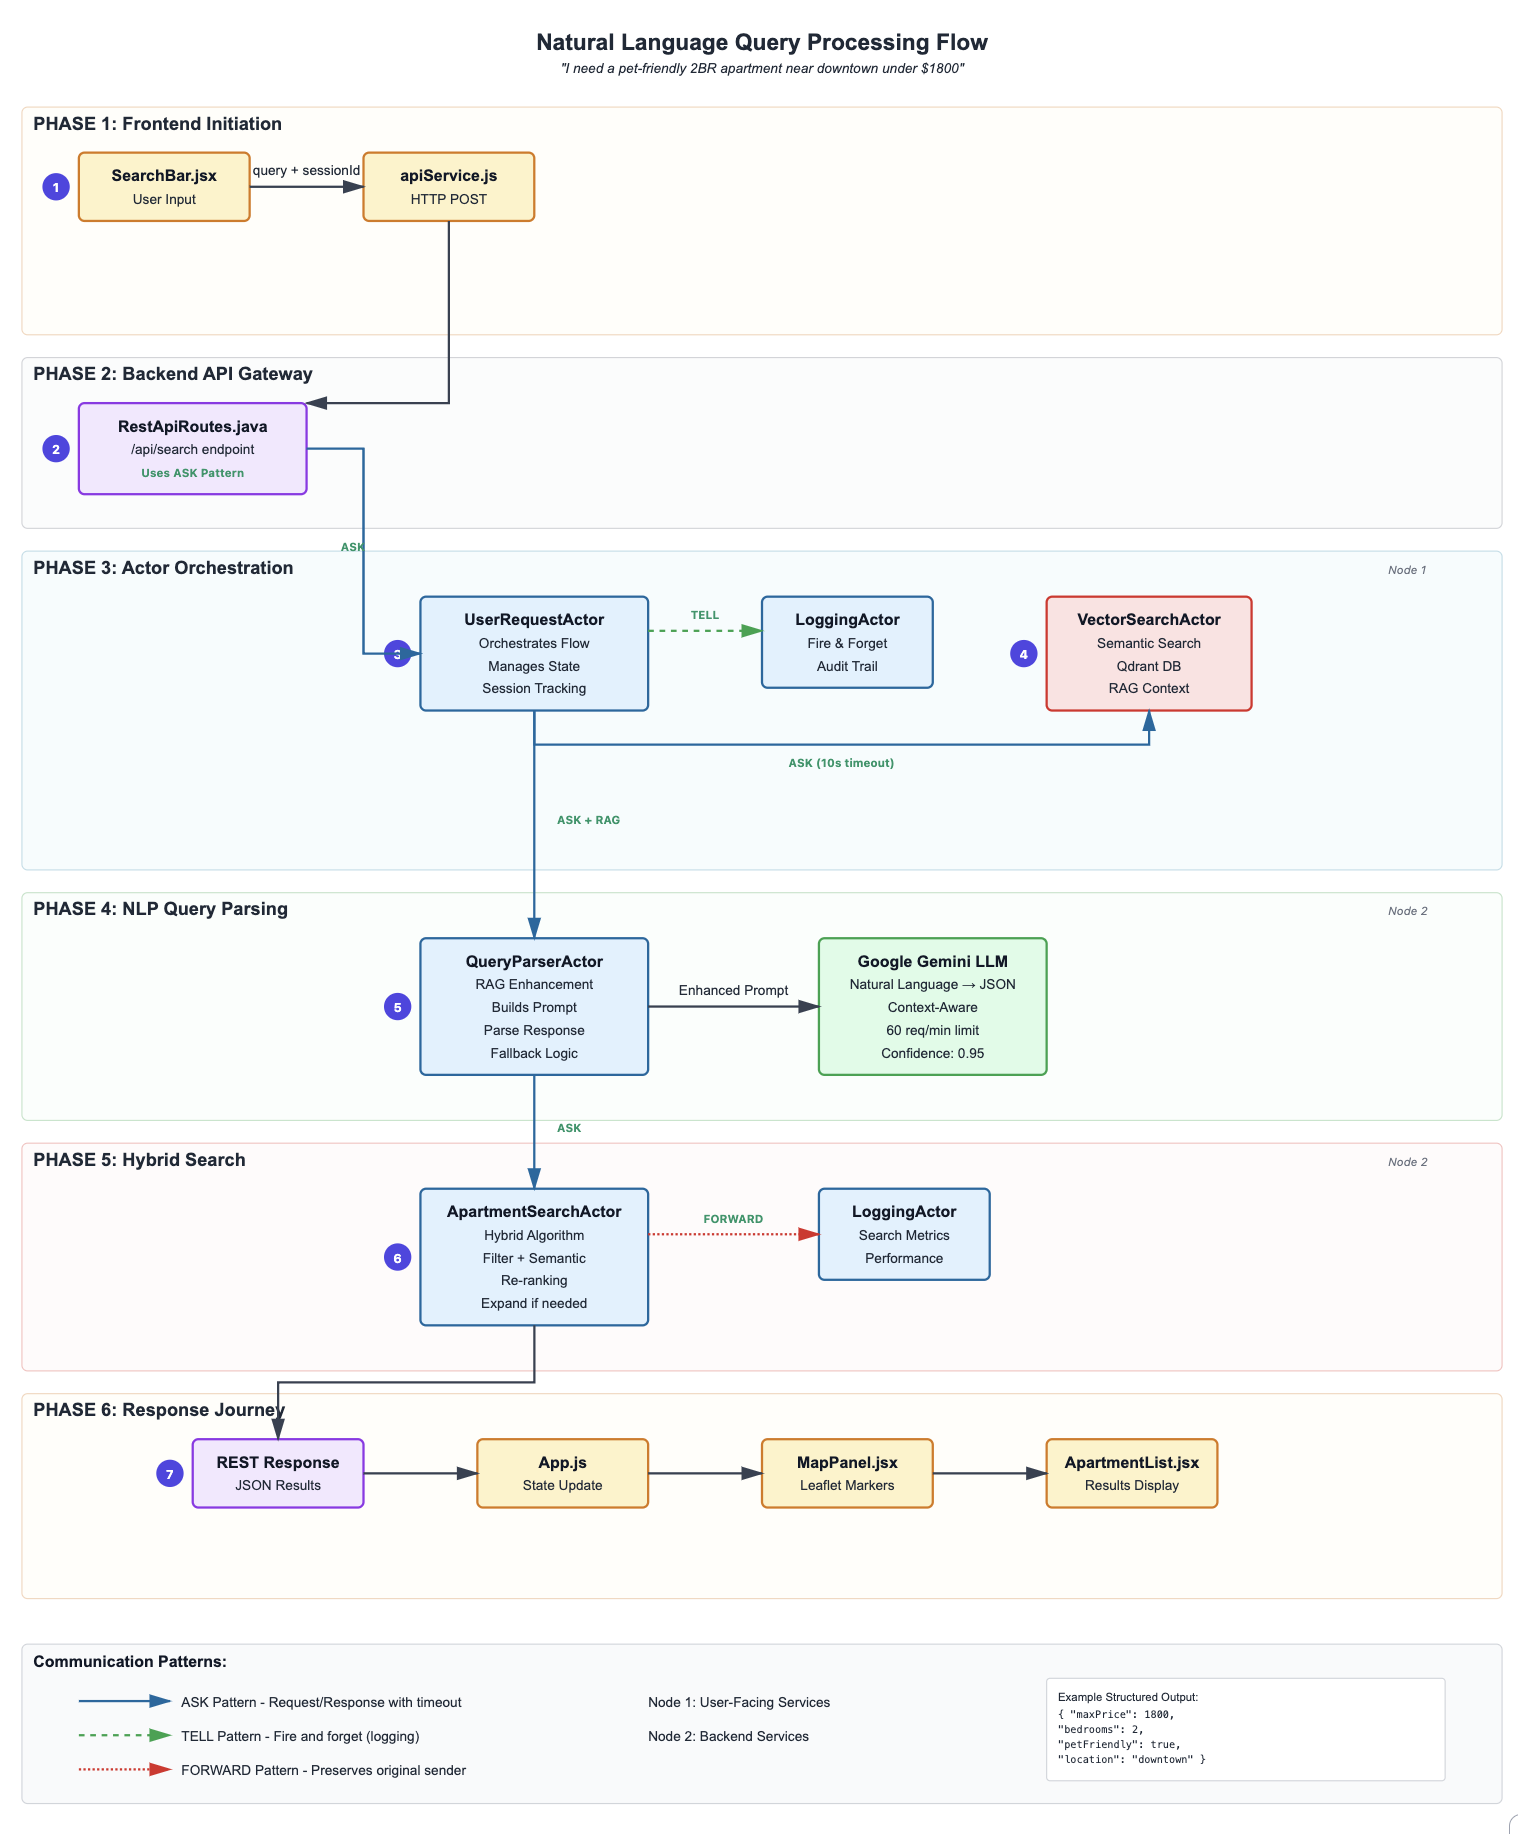 Natural Language Query Processing Flow
"I need a pet-friendly 2BR apartment near downtown under $1800"
PHASE 1: Frontend Initiation
1
SearchBar.jsx
User Input
query + sessionId
apiService.js
HTTP POST
PHASE 2: Backend API Gateway
2
RestApiRoutes.java
/api/search endpoint
Uses ASK Pattern
ASK
PHASE 3: Actor Orchestration
Node 1
3
UserRequestActor
Orchestrates Flow
Manages State
Session Tracking
TELL
LoggingActor
Fire & Forget
Audit Trail
4
VectorSearchActor
Semantic Search
Qdrant DB
RAG Context
ASK (10s timeout)
ASK + RAG
PHASE 4: NLP Query Parsing
Node 2
5
QueryParserActor
RAG Enhancement
Builds Prompt
Parse Response
Fallback Logic
Enhanced Prompt
Google Gemini LLM
Natural Language → JSON
Context-Aware
60 req/min limit
Confidence: 0.95
ASK
PHASE 5: Hybrid Search
Node 2
6
ApartmentSearchActor
Hybrid Algorithm
Filter + Semantic
Re-ranking
Expand if needed
FORWARD
LoggingActor
Search Metrics
Performance
PHASE 6: Response Journey
7
REST Response
JSON Results
App.js
State Update
MapPanel.jsx
Leaflet Markers
ApartmentList.jsx
Results Display
Communication Patterns:
ASK Pattern - Request/Response with timeout
TELL Pattern - Fire and forget (logging)
FORWARD Pattern - Preserves original sender
Node 1: User-Facing Services
Node 2: Backend Services
Example Structured Output:
{ "maxPrice": 1800,
"bedrooms": 2,
"petFriendly": true,
"location": "downtown" }